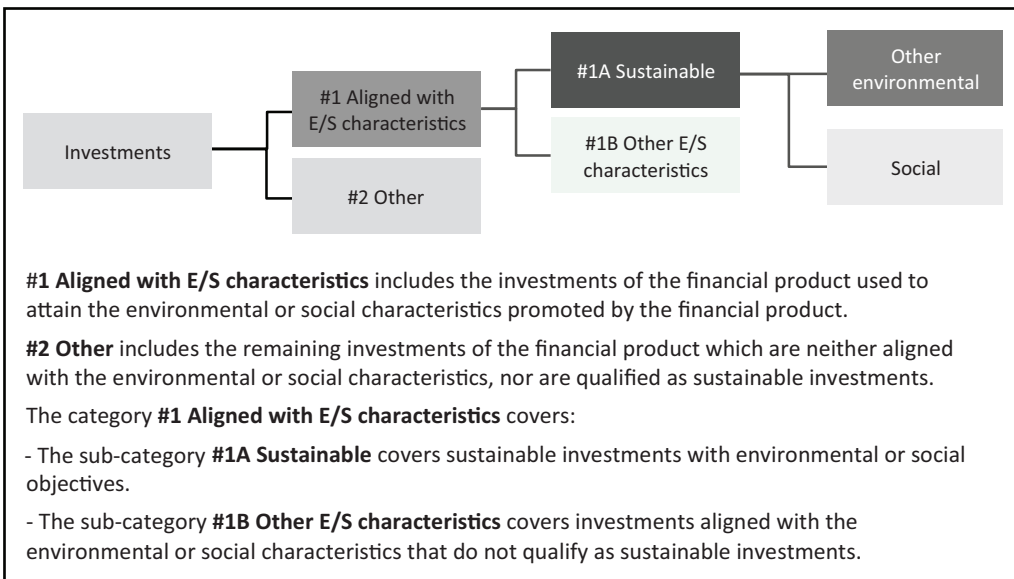 Investments
#1 Aligned with
E/S characteristics
#2 Other
#1A Sustainable
#1B Other E/S
characteristics
Other
environmental
Social
#1 Aligned with E/S characteristics includes the investments of the financial product used to
attain the environmental or social characteristics promoted by the financial product.
#2 Other includes the remaining investments of the financial product which are neither aligned
with the environmental or social characteristics, nor are qualified as sustainable investments.
The category #1 Aligned with E/S characteristics covers:
- The sub-category #1A Sustainable covers sustainable investments with environmental or social
objectives.
- The sub-category #1B Other E/S characteristics covers investments aligned with the
environmental or social characteristics that do not qualify as sustainable investments.